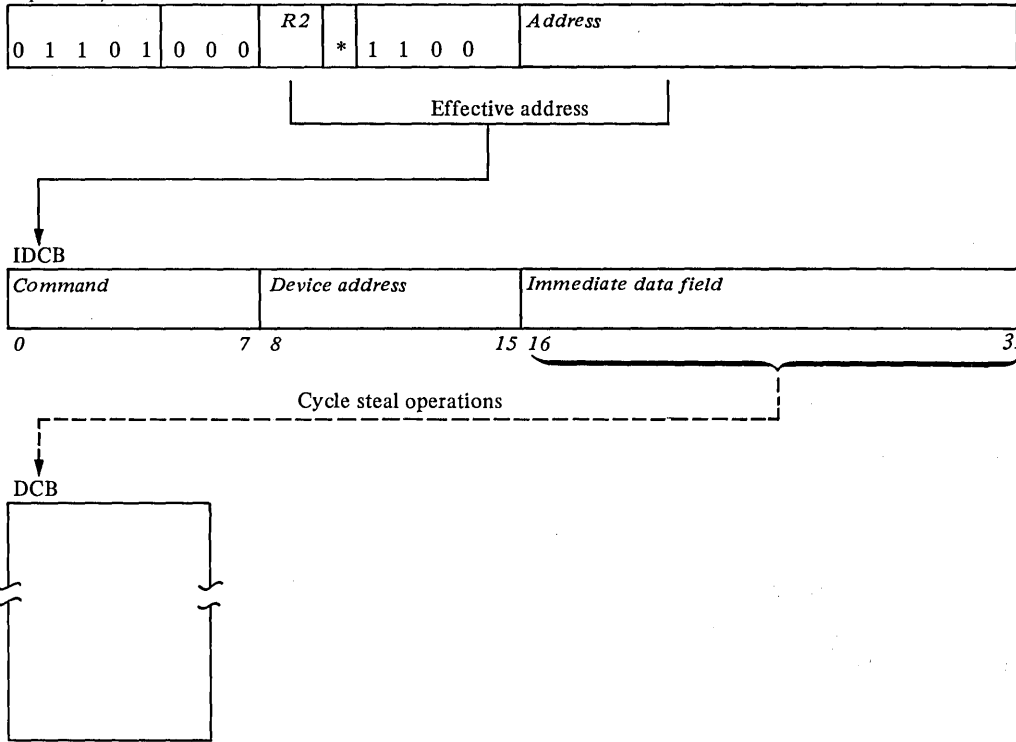 R2 Address
0 1 1 0 1 0 0 0 * 1 1 0 0
Effective address
IDCB
Command Device address Immediate data field
0 7 8 15 16
Cycle steal operations
DCB